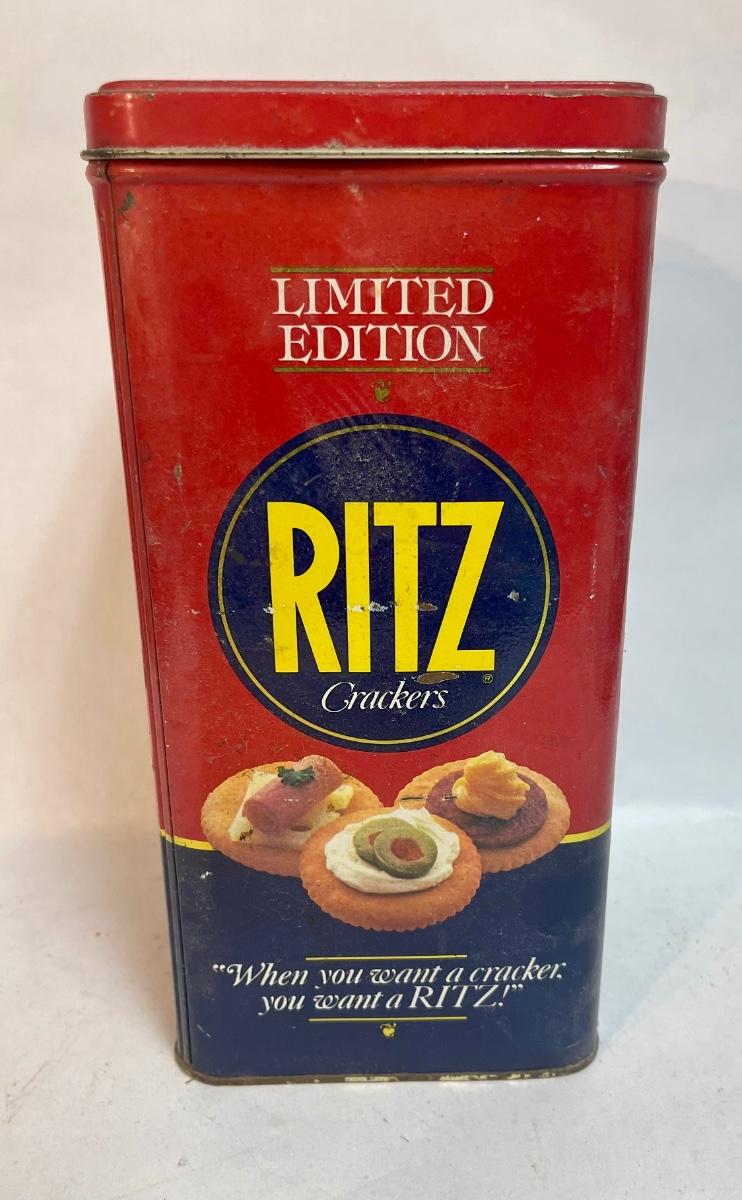 LIMITED
EDITION
RITZ
®
Crackers
“When you want a cracker,
you want a RITZ!”